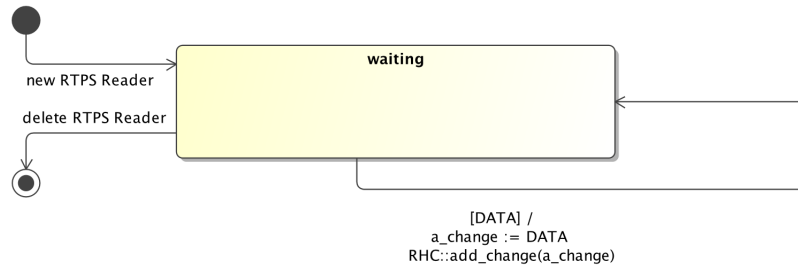 waiting
new RTPS Reader
delete RTPS Reader
[DATA] /
a_change := DATA
RHC::add_change(a_change)